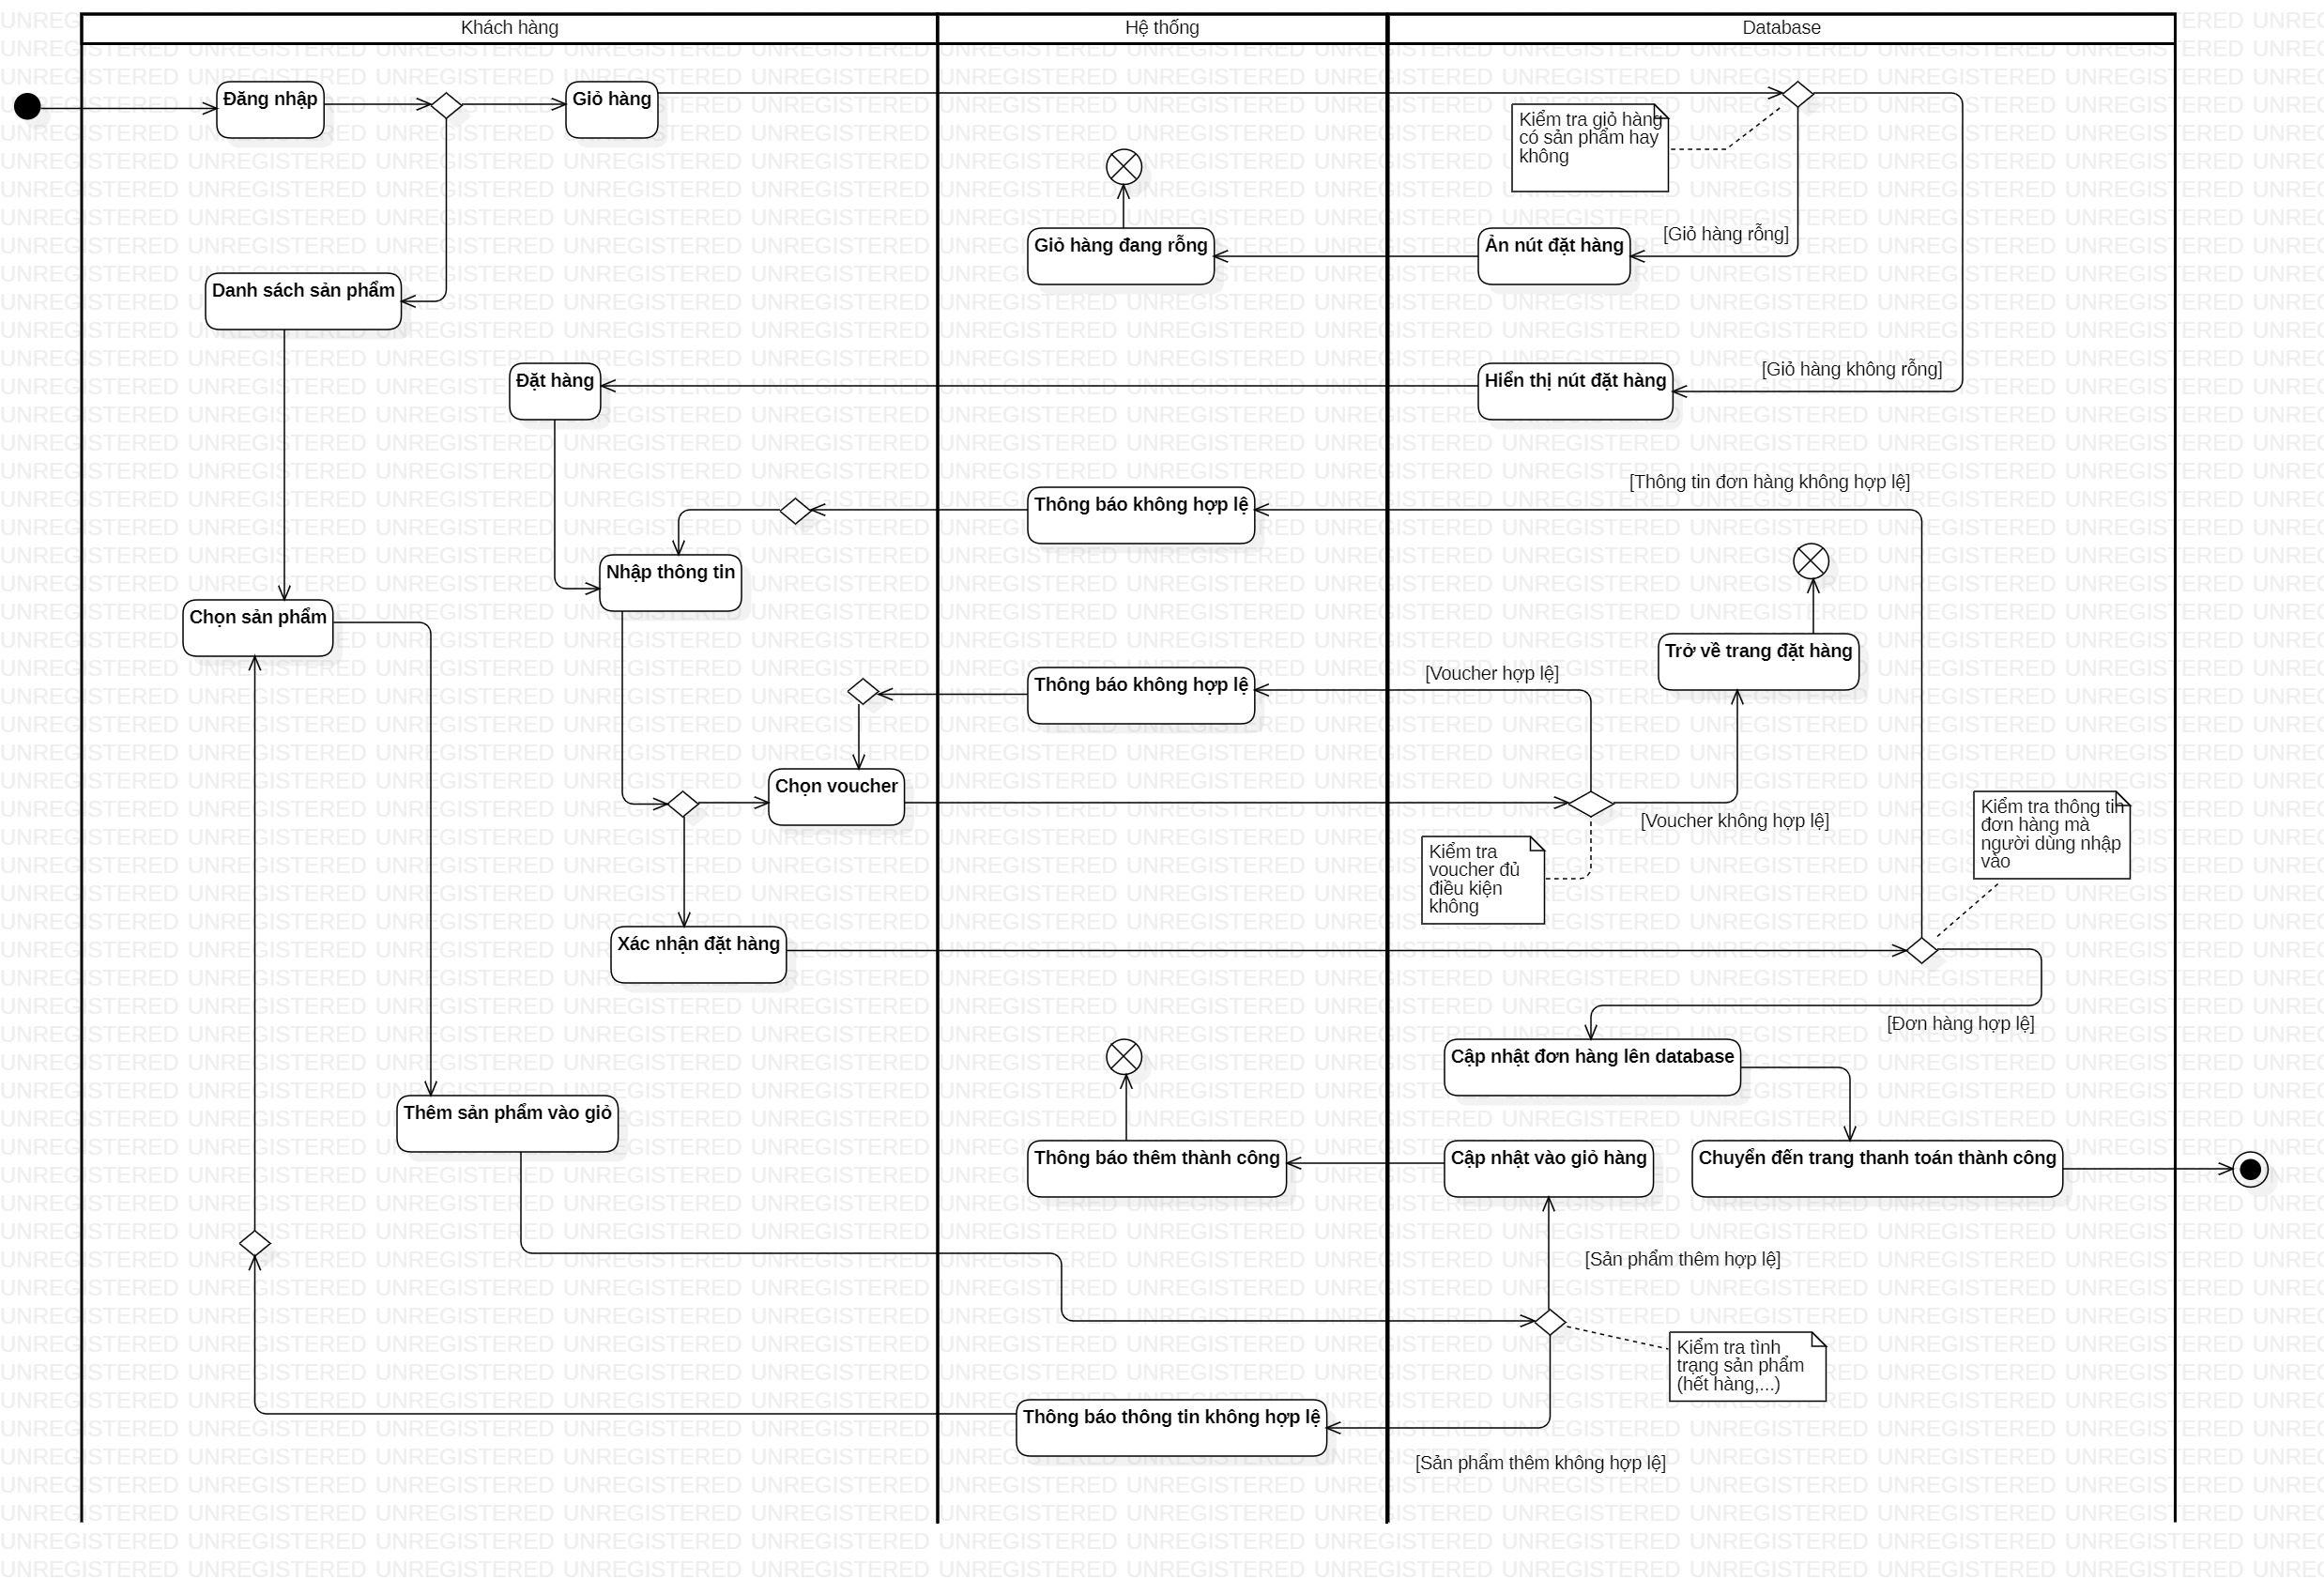 Khách hàng
Hệ thống
Database
Đăng nhập
Giỏ hàng
Kiểm tra giỏ hàng
có sản phẩm hay
không
Giỏ hàng đang rỗng
Ản nút đặt hàng
[Giỏ hàng rỗng]
Danh sách sản phẩm
Đặt hàng
Hiển thị nút đặt hàng
[Giỏ hàng không rỗng]
[Thông tin đơn hàng không hợp lệ]
Thông báo không hợp lệ
Nhập thông tin
Chọn sản phẩm
Trở về trang đặt hàng
[Voucher hợp lệ]
Thông báo không hợp lệ
Chọn voucher
[Voucher không hợp lệ]
Kiểm tra thông tin
đơn hàng mà
người dùng nhập
vào
Kiểm tra
voucher đủ
điều kiện
không
Xác nhận đặt hàng
[Đơn hàng hợp lệ]
Cập nhật đơn hàng lên database
Thêm sản phẩm vào giỏ
Thông báo thêm thành công
Cập nhật vào giỏ hàng
Chuyển đến trang thanh toán thành công
[Sản phẩm thêm hợp lệ]
Kiểm tra tình
trạng sản phẩm
(hết hàng,...)
Thông báo thông tin không hợp lệ
[Sản phẩm thêm không hợp lệ]
UNREGISTERED